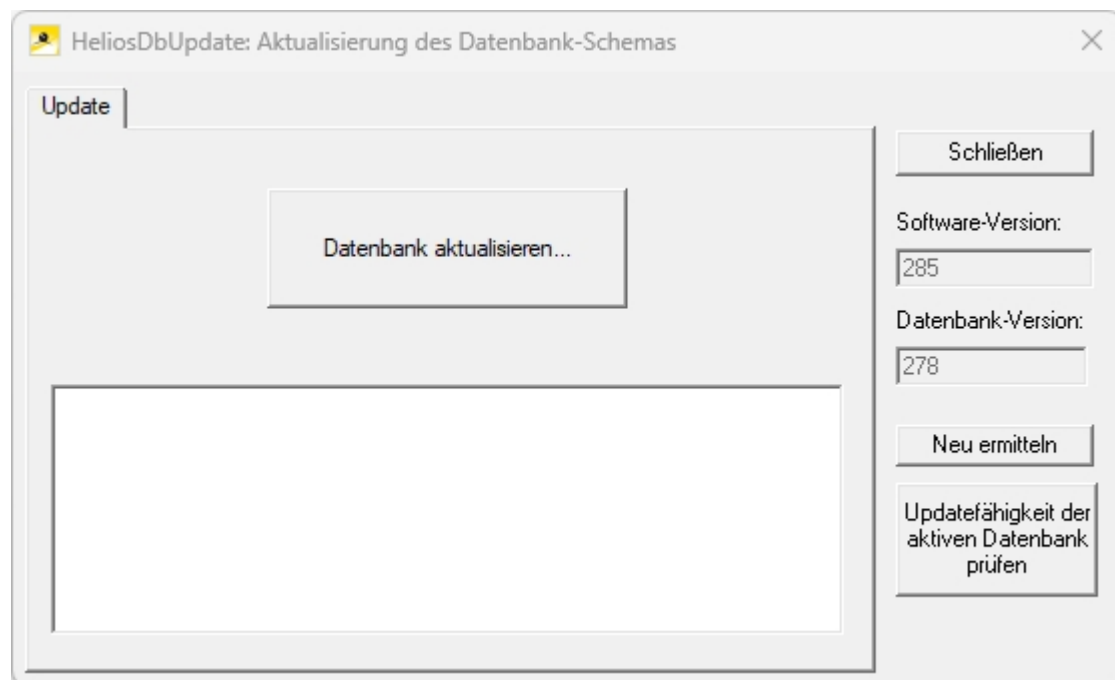 HeliosDbUpdate: Aktualisierung des Datenbank-Schemas
Update
Datenbank aktualisieren...
Schließen
Software-Version:
285
Datenbank-Version:
278
Neu ermitteln
Updatefähigkeit der
aktiven Datenbank
prüfen